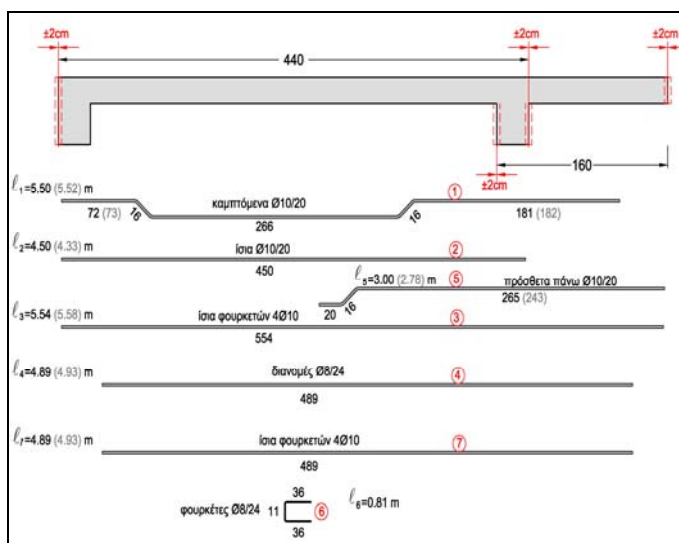 ±2cm ±2cm ±2cm
440
160
±2cm
ℓ1=5.50 (5.52) m
καμπτόμενα Ø10/20 1
72 (73) 16 266 16 181 (182)
ℓ2=4.50 (4.33) m
ίσια Ø10/20 2
450
ℓ5=3.00 (2.78) m 5 πρόσθετα πάνω Ø10/20
20 16 265 (243)
ℓ3=5.54 (5.58) m
ίσια φουρκετών 4Ø10 3
554
ℓ4=4.89 (4.93) m
διανομές Ø8/24 4
489
ℓ7=4.89 (4.93) m
ίσια φουρκετών 4Ø10 7
489
36
φουρκέτες Ø8/24 11 6 ℓ6=0.81 m
36